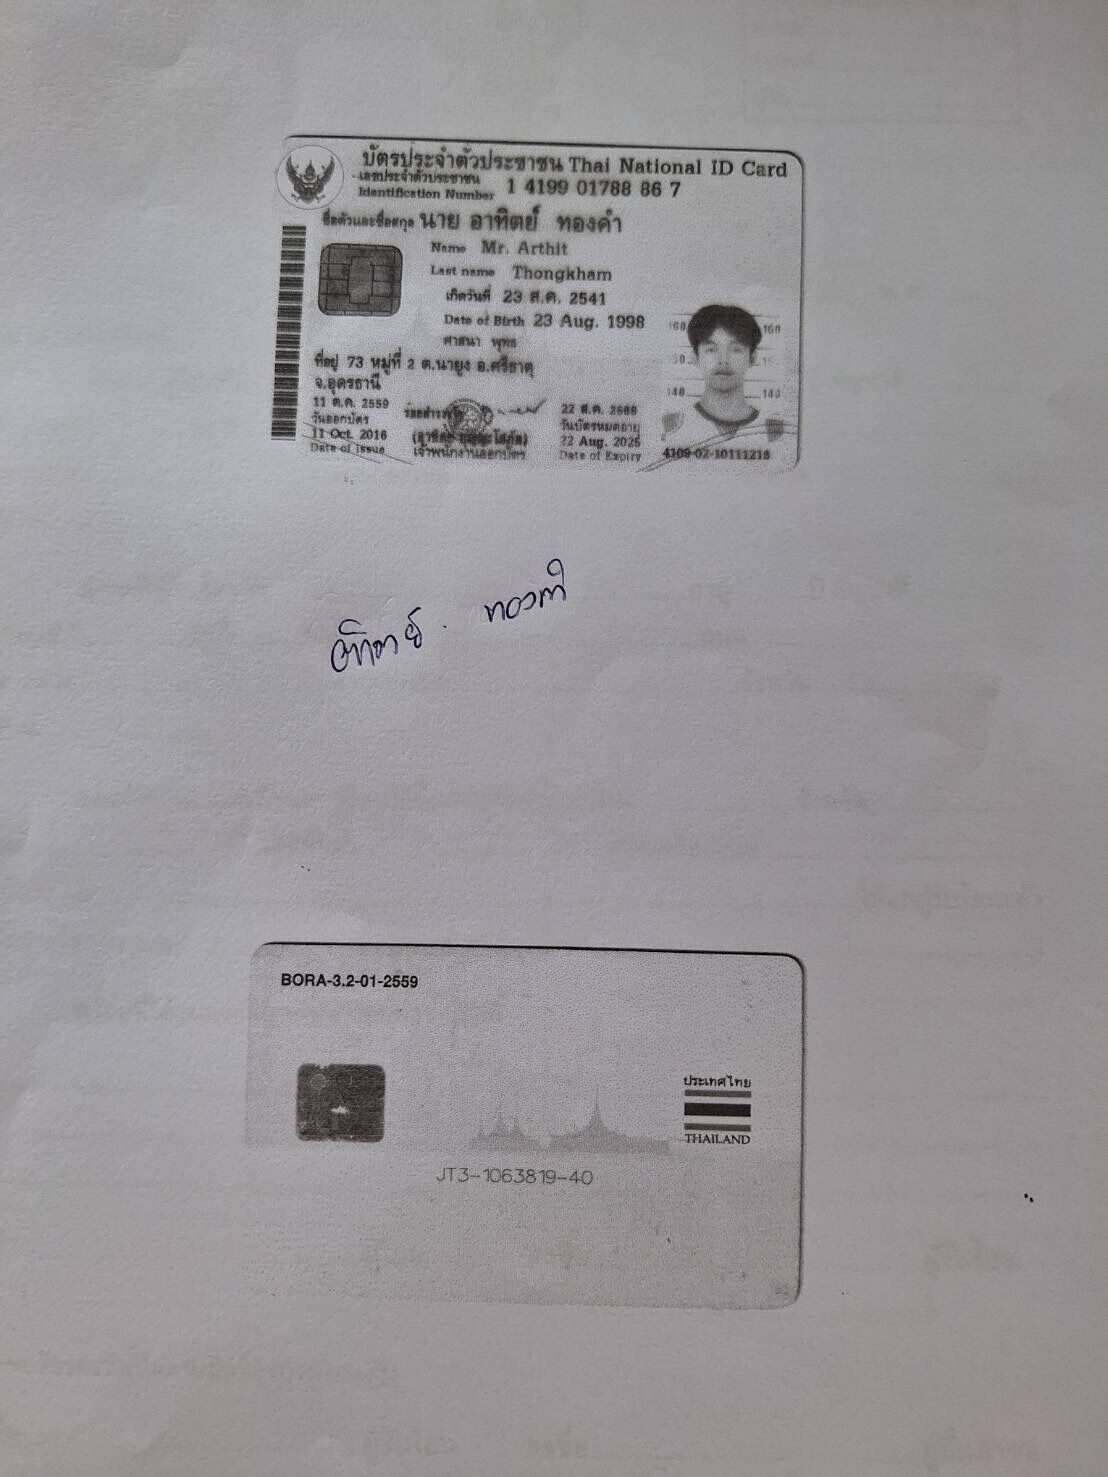 บัตรประจำตัวประชาชน Thai National ID Card
เลขประจำตัวประชาชน
Identification Number 1 4199 01788 86 7
ชื่อตัวและชื่อสกุล นาย อาทิตย์ ทองคำ
Name Mr. Arthit
Last name Thongkham
เกิดวันที่ 23 ส.ค. 2541
Date of Birth 23 Aug. 1998
ศาสนา พุทธ
ที่อยู่ 73 หมู่ที่ 2 ต.นายูง อ.ศรีธาตุ
จ.อุดรธานี
11 ต.ค. 2559
วันออกบัตร
11 Oct. 2016
Date of Issue
เจ้าพนักงานออกบัตร
22 ส.ค. 2568
วันบัตรหมดอายุ
22 Aug. 2025
Date of Expiry
160 160
150 15
140 140
4109-02-10111218
อาทิตย์ ทองคำ
BORA-3.2-01-2559
ประเทศไทย
THAILAND
JT3-1063819-40